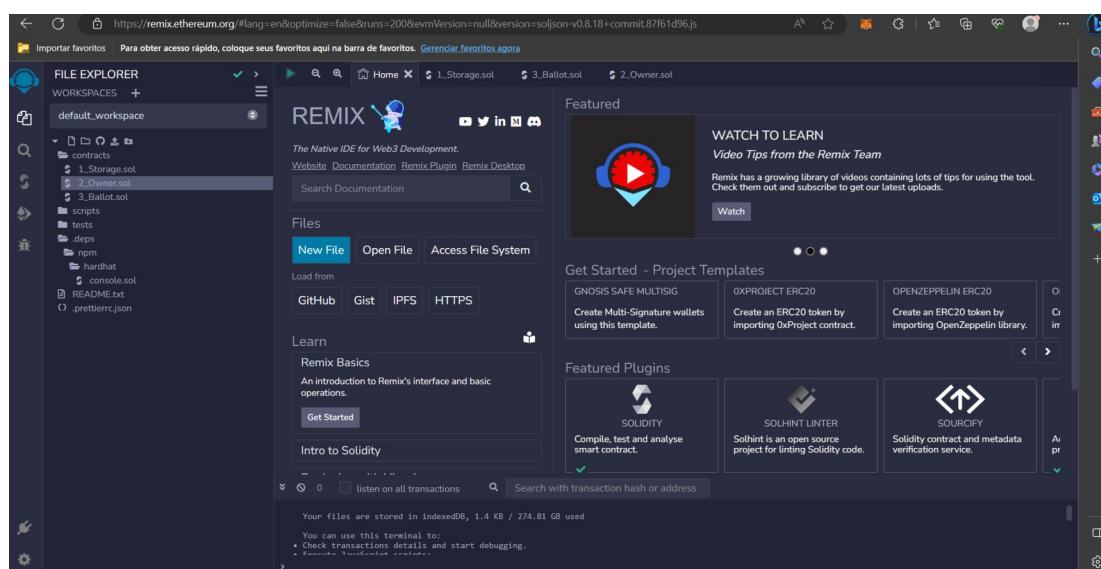 https://remix.ethereum.org/#lang=en&optimize=false&runs=200&evmVersion=null&version=soljson-v0.8.18+commit.87f61d96.js
Importar favoritos
Para obter acesso rápido, coloque seus favoritos aqui na barra de favoritos. Gerenciar favoritos agora
FILE EXPLORER
WORKSPACES +
default_workspace
contracts
1_Storage.sol
2_Owner.sol
3_Ballot.sol
scripts
tests
.deps
npm
hardhat
console.sol
README.txt
.prettierrc.json
Home
1_Storage.sol
3_Ballot.sol
2_Owner.sol
REMIX
The Native IDE for Web3 Development.
Website Documentation Remix Plugin Remix Desktop
Search Documentation
Files
New File
Open File
Access File System
Load from
GitHub
Gist
IPFS
HTTPS
Learn
Remix Basics
An introduction to Remix's interface and basic
operations.
Get Started
Intro to Solidity
Featured
WATCH TO LEARN
Video Tips from the Remix Team
Remix has a growing library of videos containing lots of tips for using the tool.
Check them out and subscribe to get our latest uploads.
Watch
Get Started - Project Templates
GNOSIS SAFE MULTISIG
Create Multi-Signature wallets
using this template.
0XPROJECT ERC20
Create an ERC20 token by
importing 0xProject contract.
OPENZEPPELIN ERC20
Create an ERC20 token by
importing OpenZeppelin library.
Featured Plugins
SOLIDITY
Compile, test and analyse
smart contract.
SOLHINT LINTER
Solhint is an open source
project for linting Solidity code.
SOURCIFY
Solidity contract and metadata
verification service.
0
listen on all transactions
Search with transaction hash or address
Your files are stored in indexedDB, 1.4 KB / 274.81 GB used
You can use this terminal to:
• Check transactions details and start debugging.
• Execute JavaScript scripts:
>